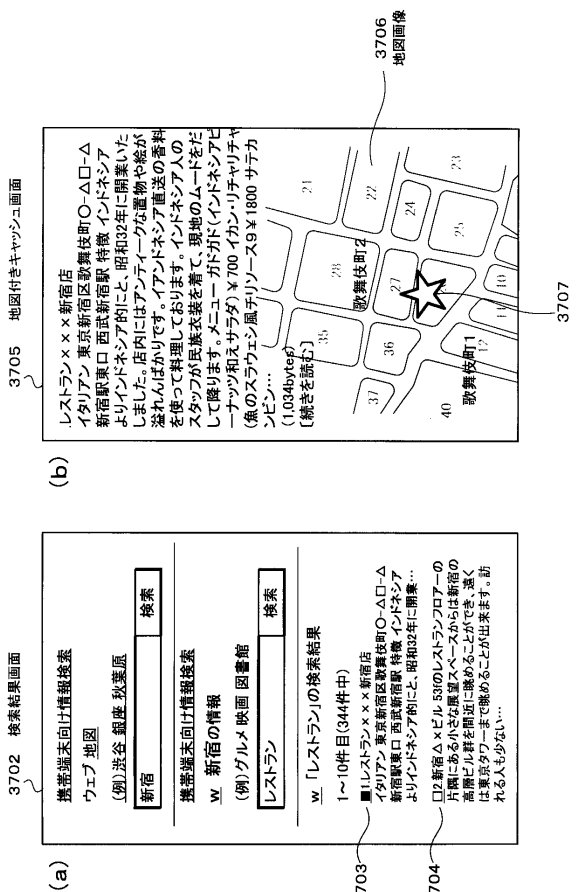 (a)
3702 検索結果画面
携帯端末向け情報検索
ウェブ 地図
(例)渋谷 銀座 秋葉原
新宿 検索
携帯端末向け情報検索
w 新宿の情報
(例)グルメ 映画 図書館
レストラン 検索
w 「レストラン」の検索結果
1～10件目(344件中)
■1.レストラン×××新宿店
イタリアン 東京新宿区歌舞伎町○-△□-△
新宿駅東口 西武新宿駅 特徴 インドネシア
よりインドネシア的にと、昭和32年に開業…
□2.新宿△×ビル 53fのレストランフロアーの
片隅にある小さな展望スペースからは新宿の
高層ビル群を間近に眺めることができ、遠く
は東京タワーまで眺めることが出来ます。訪
れる人も少ない…
703
704
(b)
3705 地図付きキャッシュ画面
レストラン×××新宿店
イタリアン 東京新宿区歌舞伎町○-△□-△
新宿駅東口 西武新宿駅 特徴 インドネシア
よりインドネシア的にと、昭和32年に開業いた
しました。店内にはアンティークな置物や絵が
溢れんばかりです。イアンドネシア直送の香料
を使って料理しております。インドネシア人の
スタッフが民族衣装を着て、現地のムードをだ
して降ります。メニュー ガドガド(インドネシアピ
ーナッツ和えサラダ)￥700 イカン・リチャリチャ
(魚のスラウェシ風チリソース9￥1800 サテカ
ンビン…
(1,034bytes)
[続きを読む]
歌舞伎町2
歌舞伎町1
21
22
23
24
25
28
27
35
36
37
40
12
11
10
3706
地図画像
3707